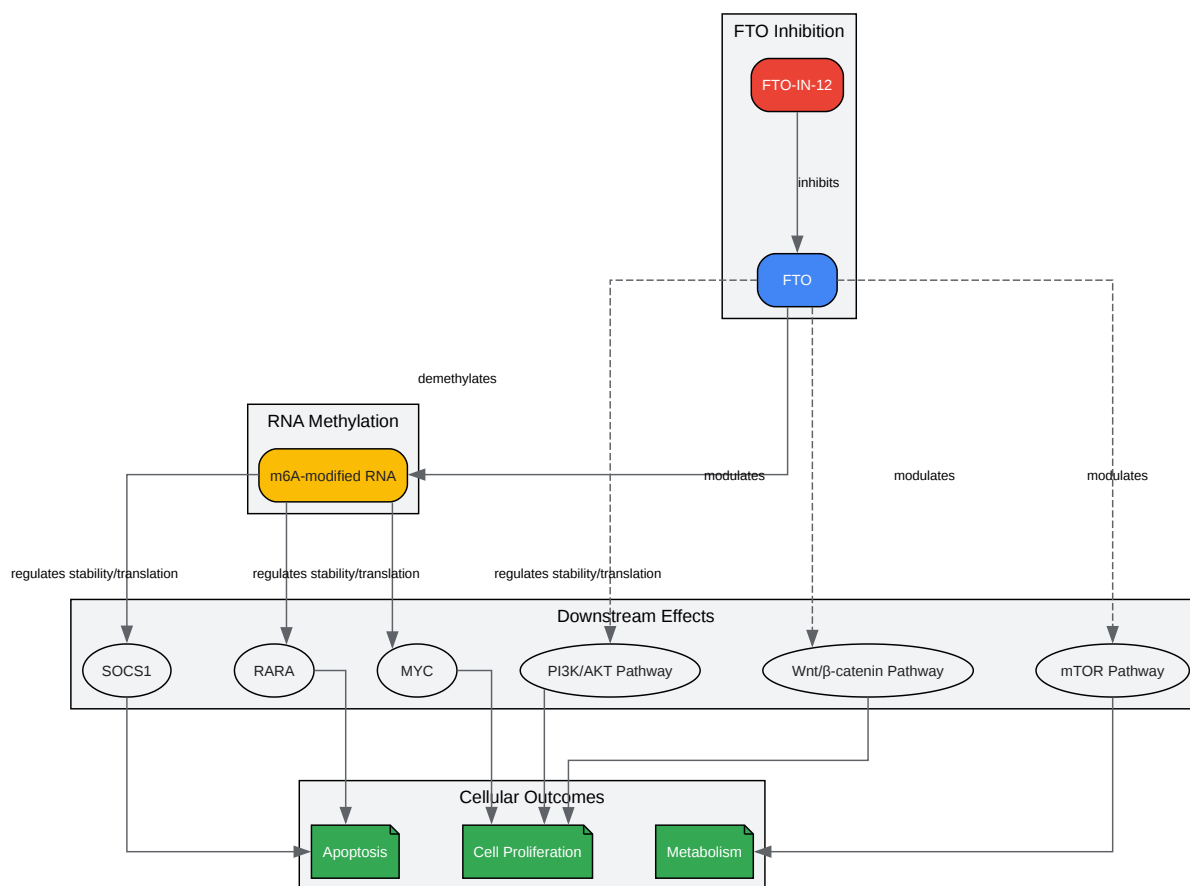 FTO Inhibition
FTO-IN-12
inhibits
FTO
demethylates
RNA Methylation
m6A-modified RNA
modulates
modulates
modulates
regulates stability/translation
regulates stability/translation
regulates stability/translation
Downstream Effects
SOCS1
RARA
MYC
PI3K/AKT Pathway
Wnt/β-catenin Pathway
mTOR Pathway
Cellular Outcomes
Apoptosis
Cell Proliferation
Metabolism